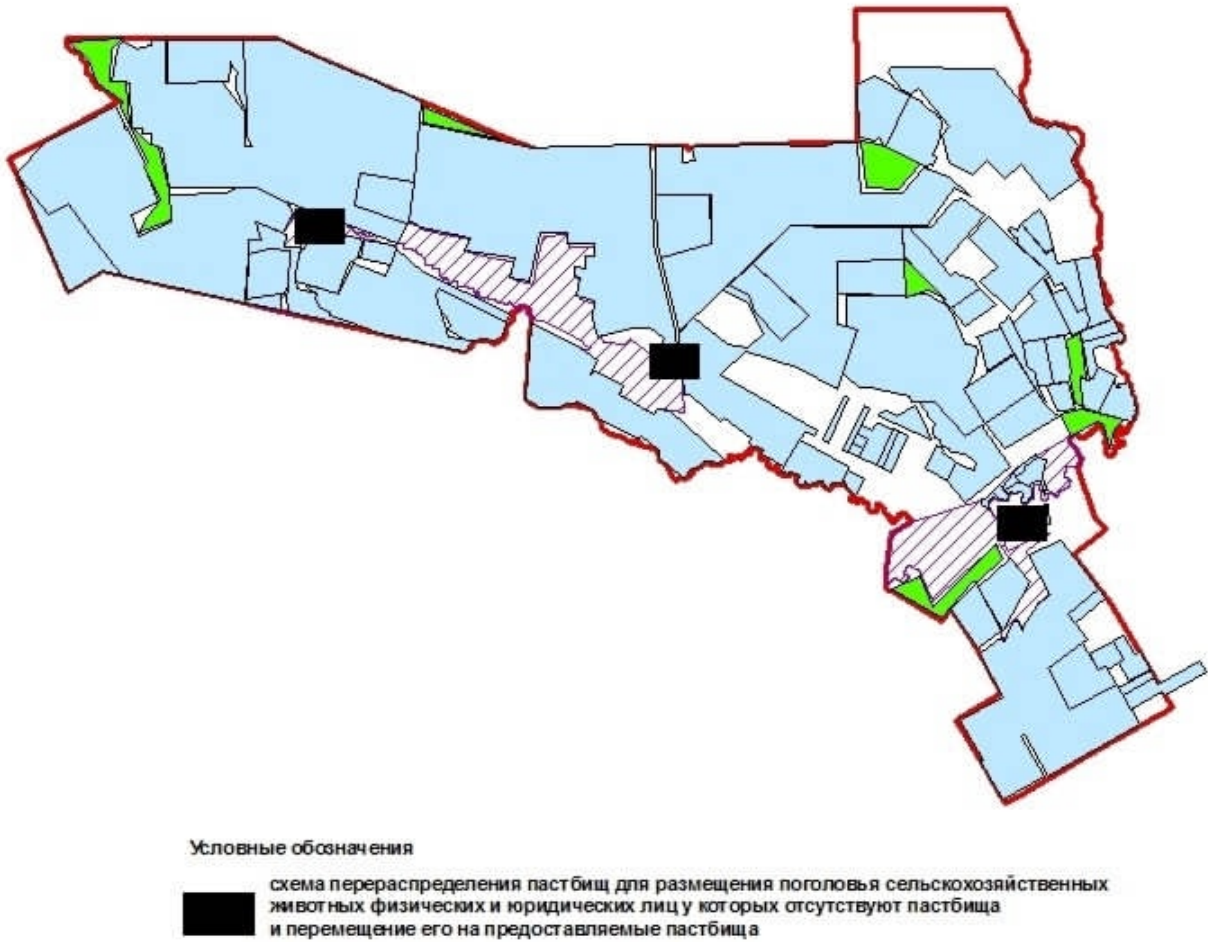 Условные обозначения
схема перераспределения пастбищ для размещения поголовья сельскохозяйственных
животных физических и юридических лиц у которых отсутствуют пастбища
и перемещение его на предоставляемые пастбища